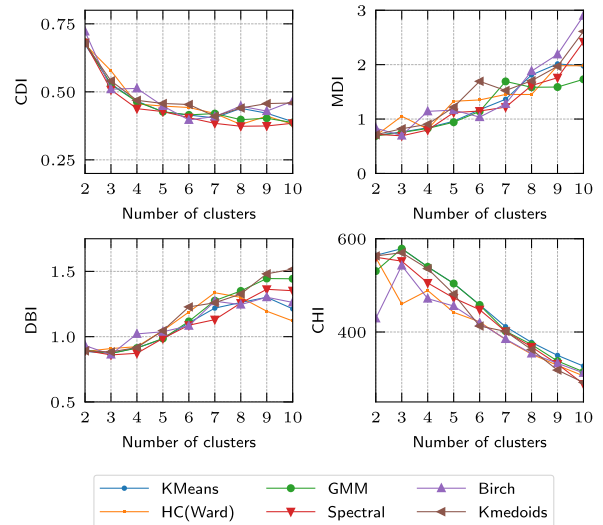 0.75
0.50
0.25
CDI
2 3 4 5 6 7 8 9 10
Number of clusters
3
2
1
0
MDI
2 3 4 5 6 7 8 9 10
Number of clusters
1.5
1.0
0.5
DBI
2 3 4 5 6 7 8 9 10
Number of clusters
600
400
CHI
2 3 4 5 6 7 8 9 10
Number of clusters
KMeans GMM Birch
HC(Ward) Spectral Kmedoids